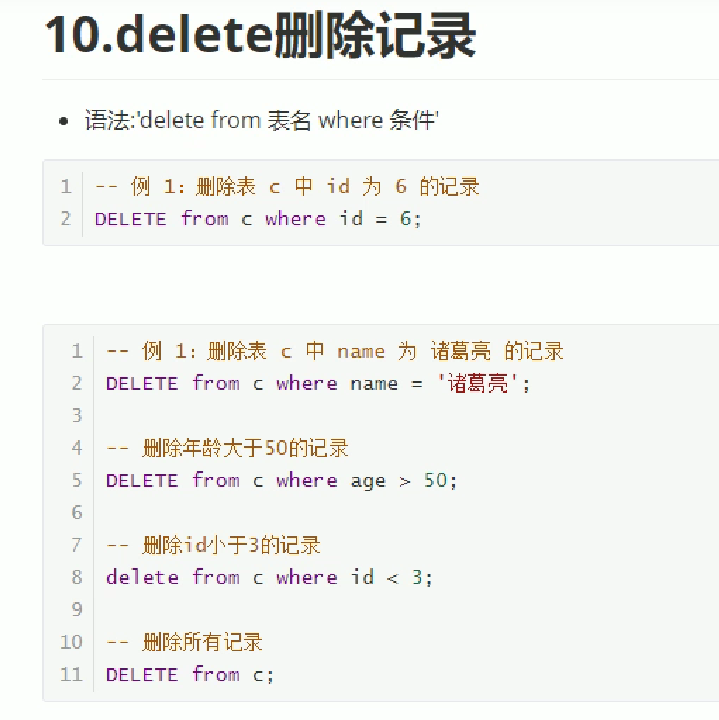 10.delete删除记录
语法:'delete from 表名 where 条件'
1 -- 例 1：删除表 c 中 id 为 6 的记录
2 DELETE from c where id = 6;
1 -- 例 1：删除表 c 中 name 为 诸葛亮 的记录
2 DELETE from c where name = '诸葛亮';
3
4 -- 删除年龄大于50的记录
5 DELETE from c where age > 50;
6
7 -- 删除id小于3的记录
8 delete from c where id < 3;
9
10 -- 删除所有记录
11 DELETE from c;